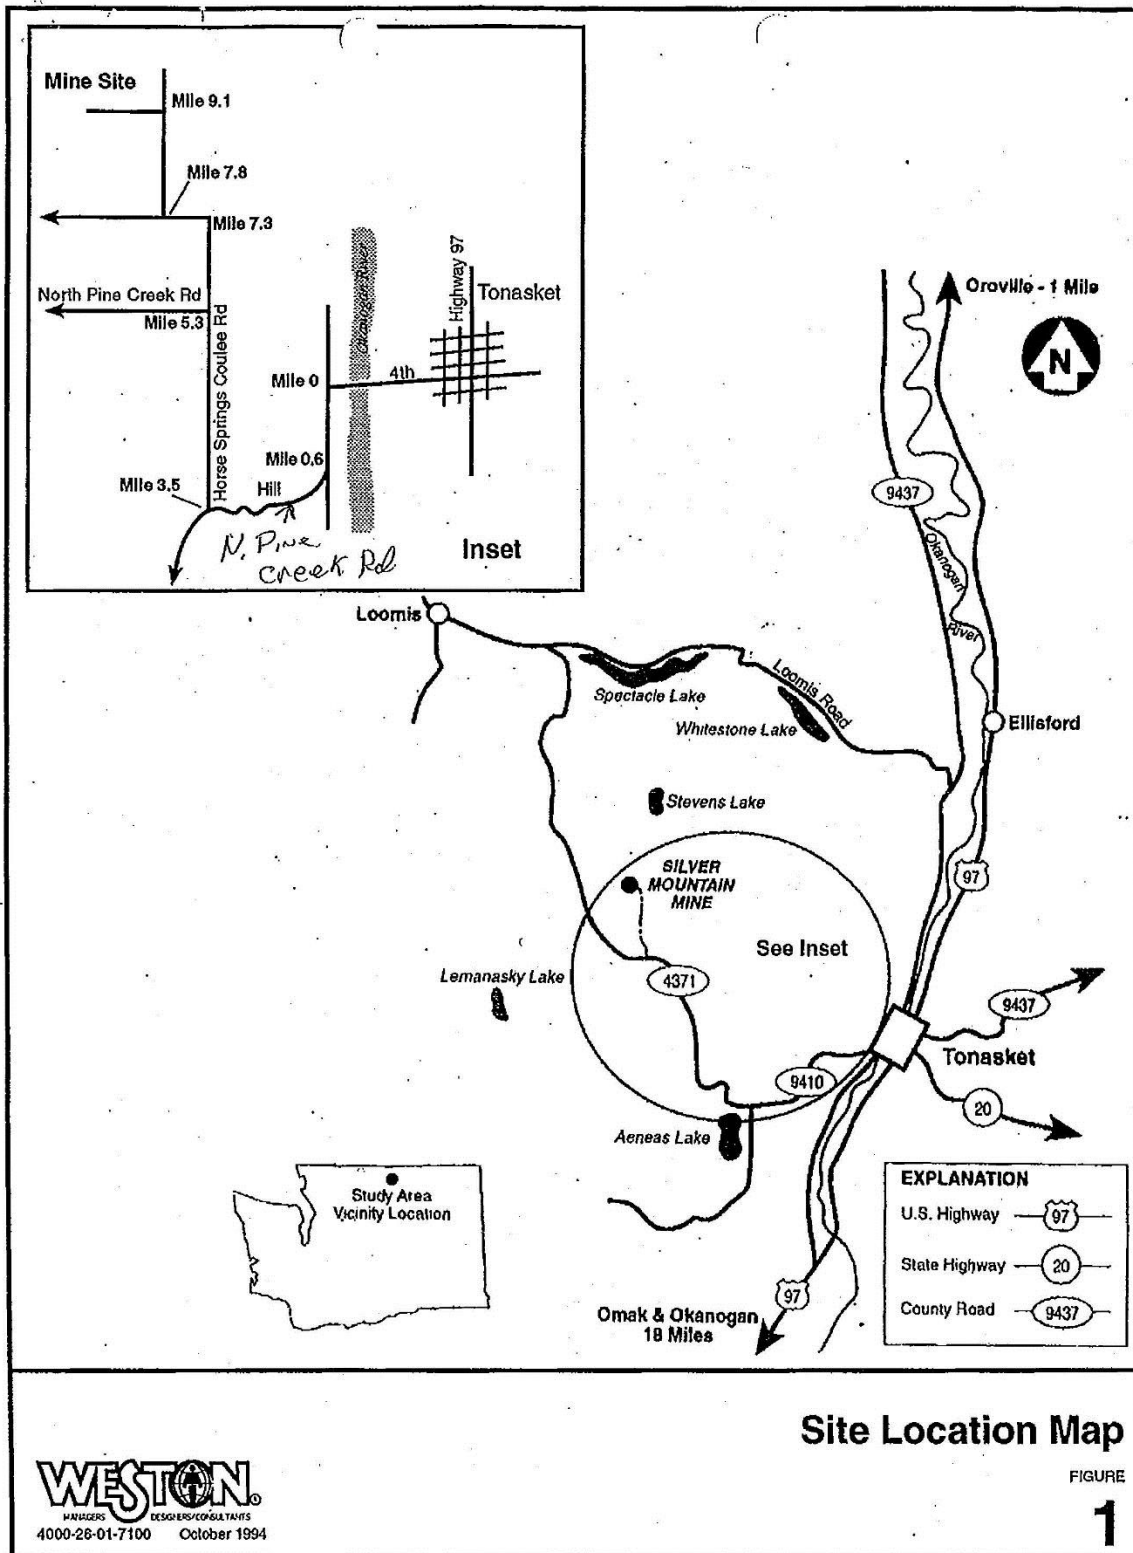 Mine Site
Mile 9.1
Mile 7.8
Mile 7.3
North Pine Creek Rd
Mile 5.3
Horse Springs Coulee Rd
Mile 3.5
Hill
Mile 0.6
Mile 0
Okanogan River
4th
Highway 97
Tonasket
N. Pine
Creek Rd
Inset
Oroville - 1 Mile
N
9437
Okanogan
River
Loomis
Spectacle Lake
Loomis Road
Whitestone Lake
Ellisford
Stevens Lake
97
SILVER
MOUNTAIN
MINE
See Inset
Lemanasky Lake
4371
9437
Tonasket
9410
20
Aeneas Lake
Study Area
Vicinity Location
97
Omak & Okanogan
18 Miles
EXPLANATION
U.S. Highway 97
State Highway 20
County Road 9437
Site Location Map
FIGURE
1
WESTON
MANAGERS DESIGNERS/CONSULTANTS
4000-26-01-7100 October 1994